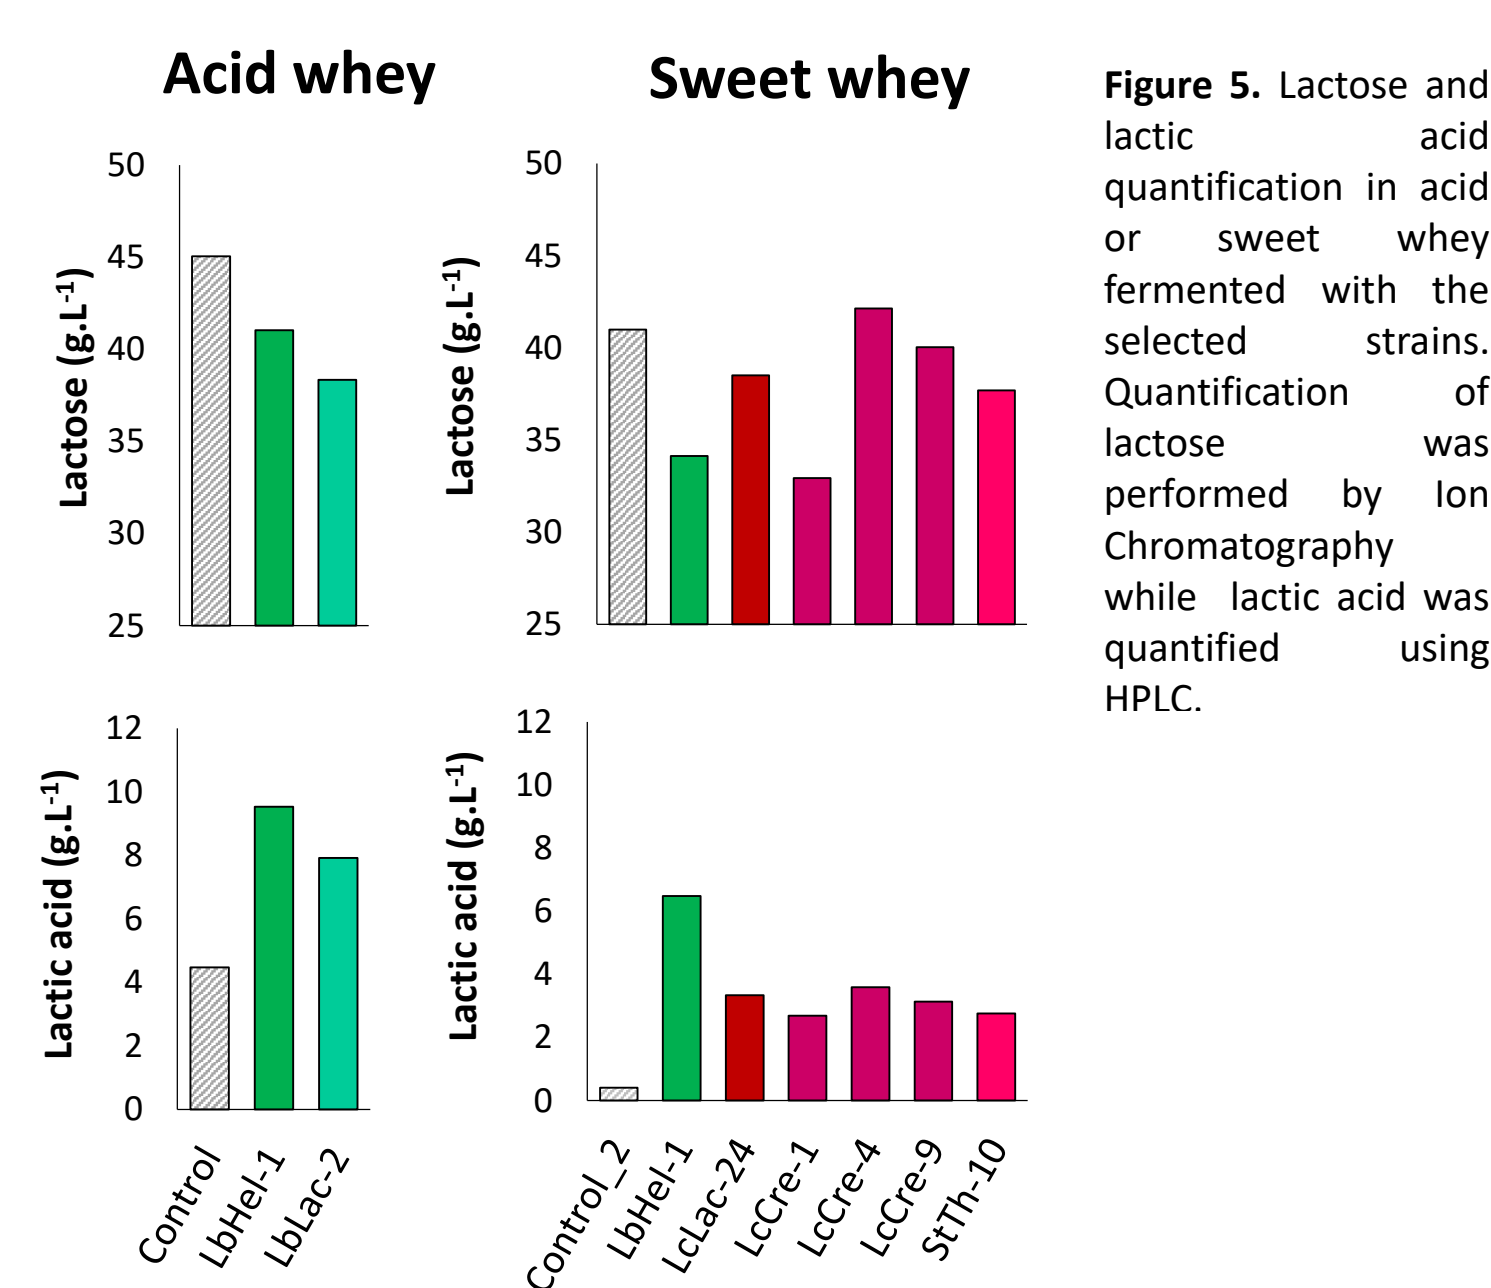 Acid whey
Sweet whey
Figure 5. Lactose and
lactic acid
quantification in acid
or sweet whey
fermented with the
selected strains.
Quantification of
lactose was
performed by Ion
Chromatography
while lactic acid was
quantified using
HPLC.
Lactose (g.L-1)
50
45
40
35
30
25
Lactose (g.L-1)
50
45
40
35
30
25
Lactic acid (g.L-1)
12
10
8
6
4
2
0
Control
LbHel-1
LbLac-2
Lactic acid (g.L-1)
12
10
8
6
4
2
0
Control_2
LbHel-1
LcLac-24
LcCre-1
LcCre-4
LcCre-9
StTh-10